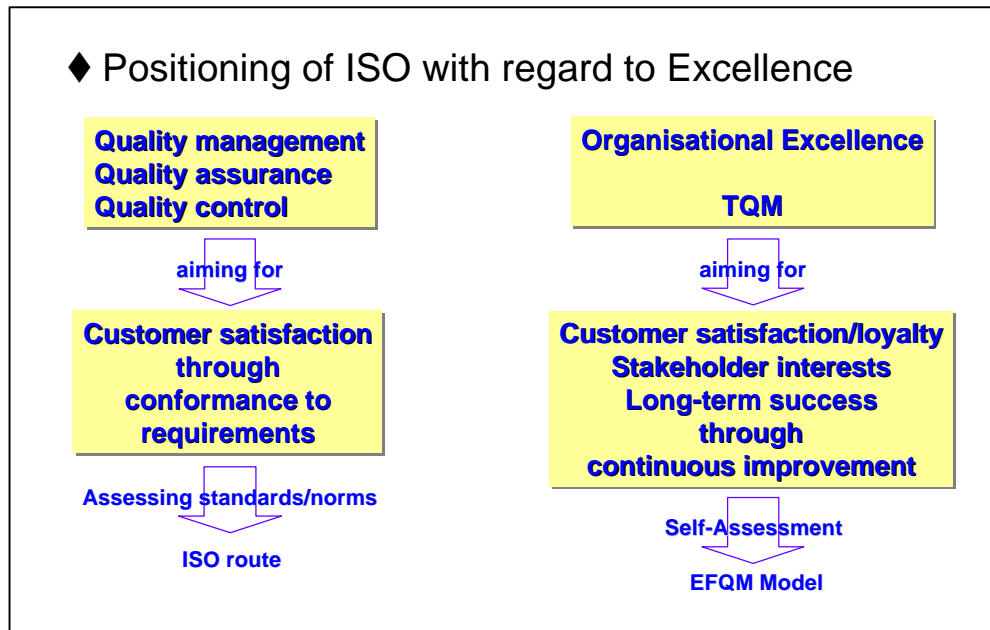 ♦ Positioning of ISO with regard to Excellence
Quality management
Quality assurance
Quality control
aiming for
Customer satisfaction
through
conformance to
requirements
Assessing standards/norms
ISO route
Organisational Excellence
TQM
aiming for
Customer satisfaction/loyalty
Stakeholder interests
Long-term success
through
continuous improvement
Self-Assessment
EFQM Model